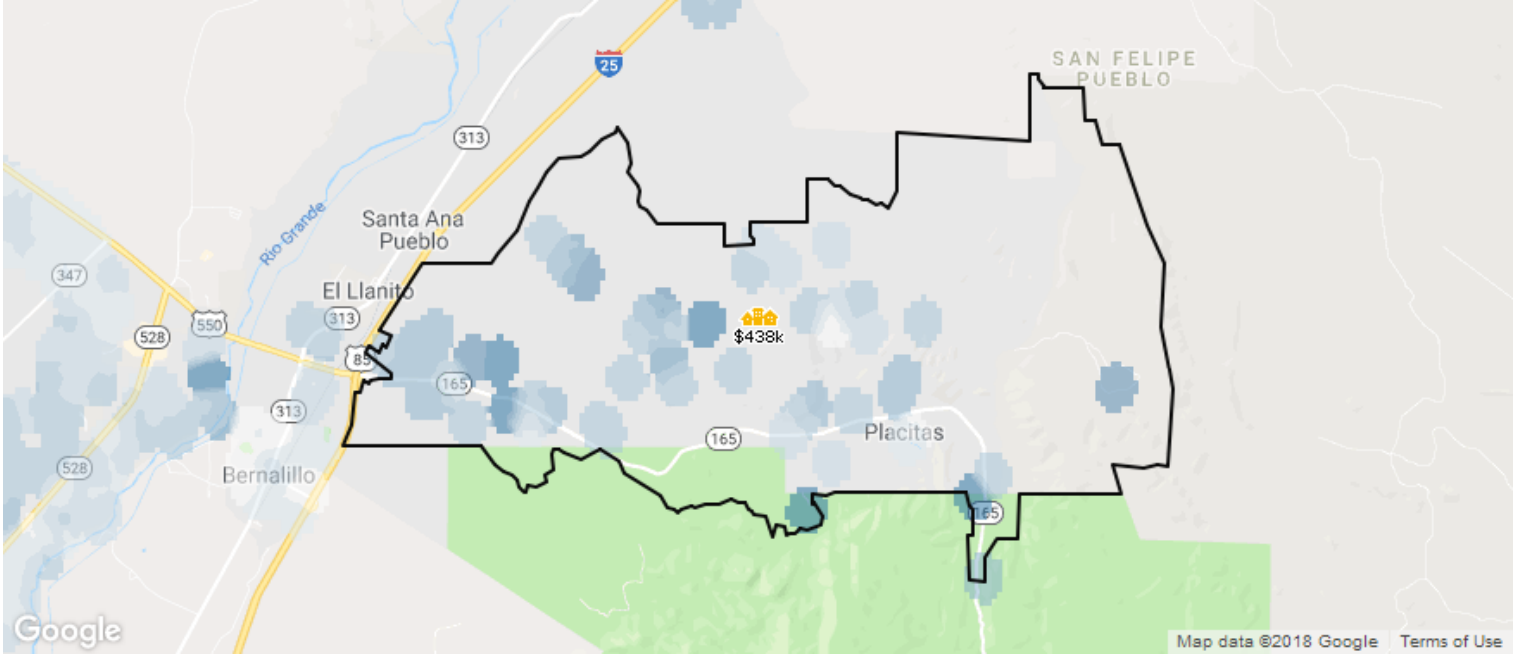 25
SAN FELIPE
PUEBLO
313
Rio Grande
Santa Ana
Pueblo
347
El Llanito
313
550
528
$438k
85
165
313
165
Placitas
528
Bernalillo
165
Google
Map data ©2018 Google
Terms of Use